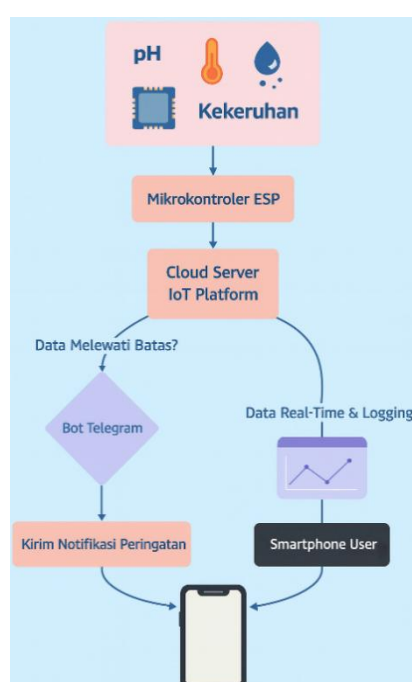 pH
Kekeruhan
Mikrokontroler ESP
Cloud Server
IoT Platform
Data Melewati Batas?
Bot Telegram
Data Real-Time & Logging
Kirim Notifikasi Peringatan
Smartphone User